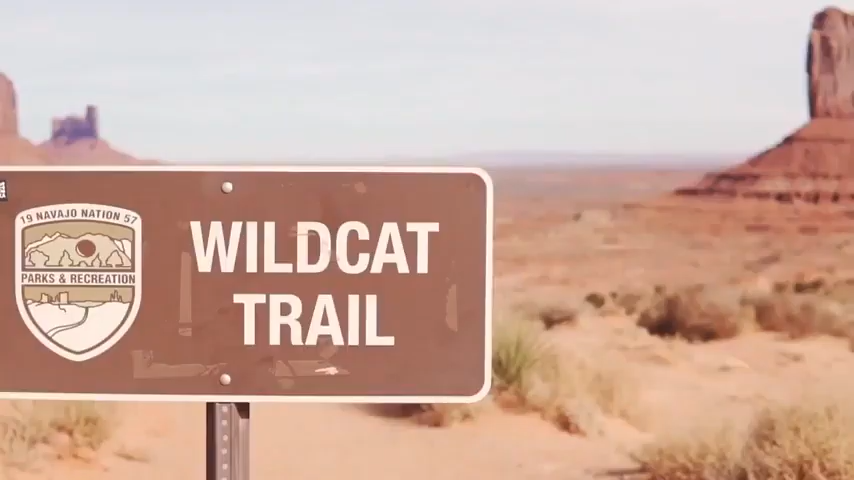 19 NAVAJO NATION 57
PARKS & RECREATION
WILDCAT
TRAIL